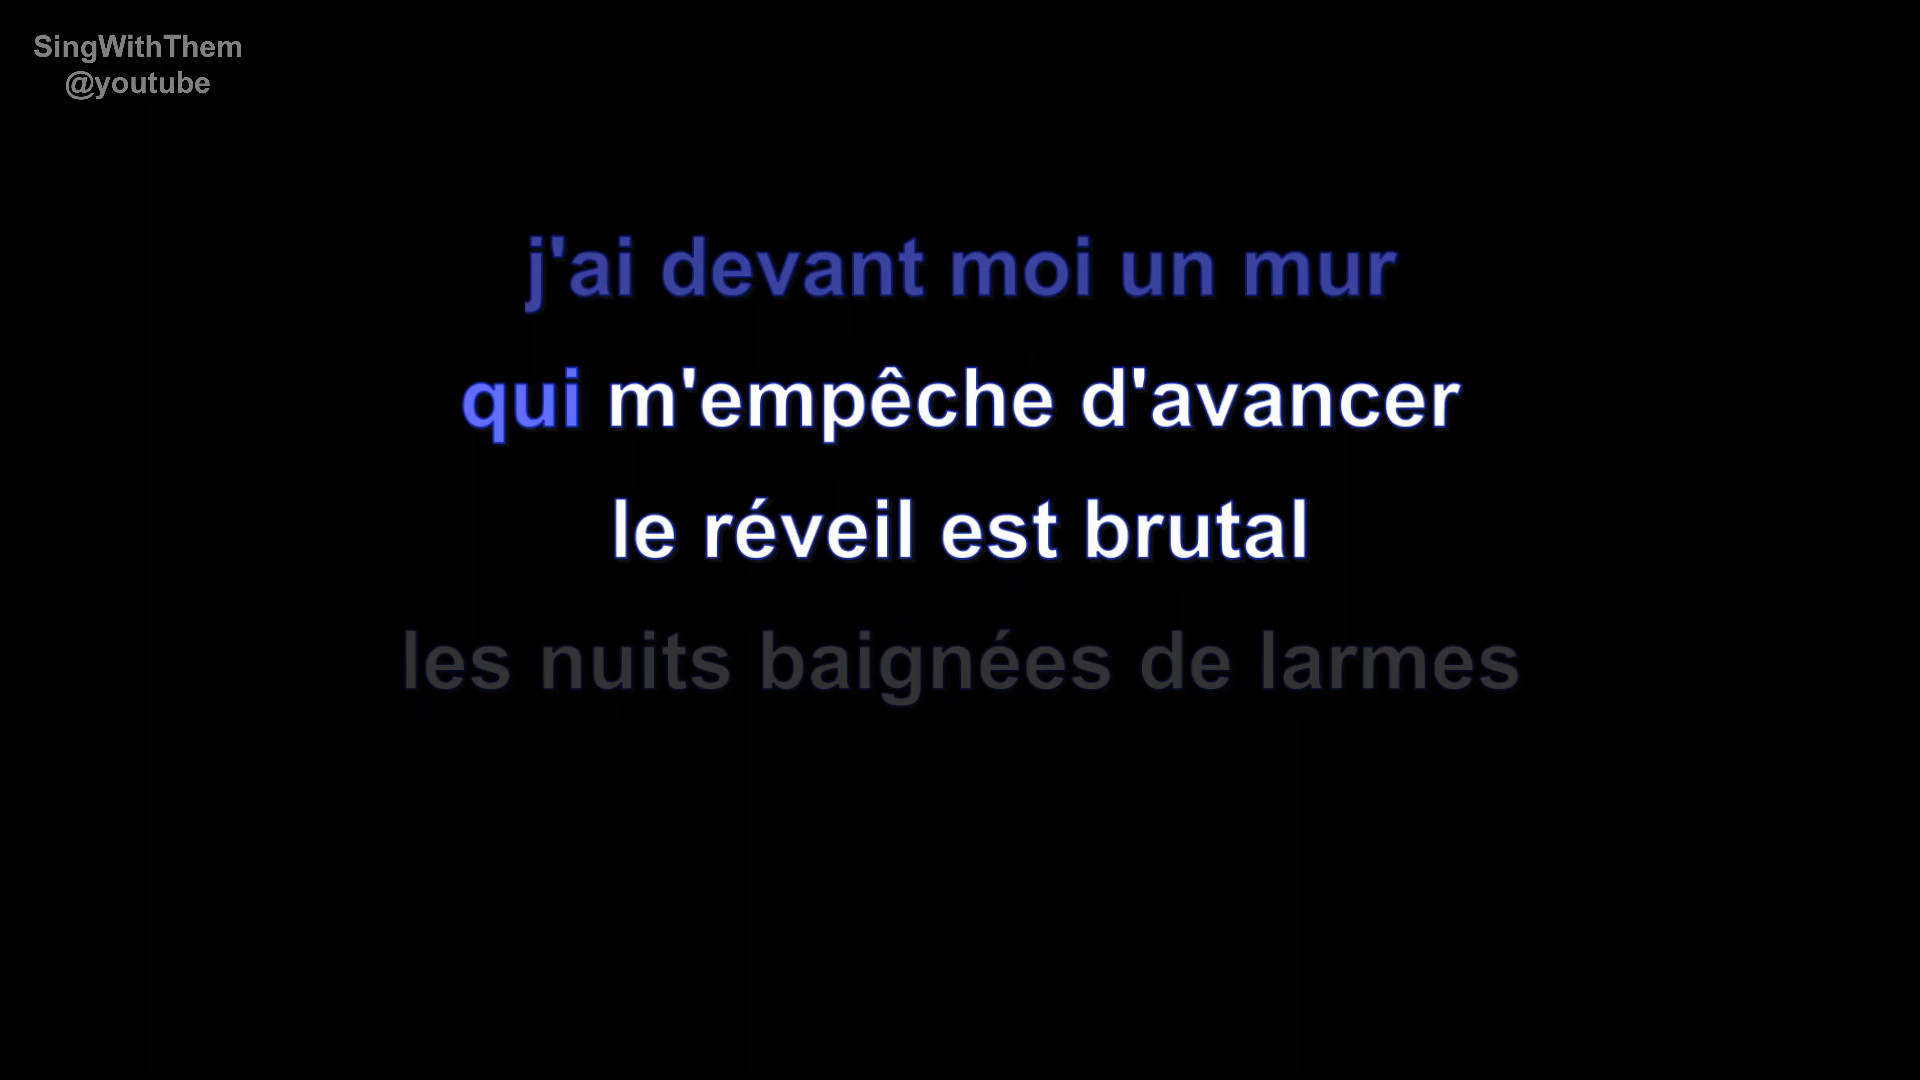 SingWithThem
@youtube
j'ai devant moi un mur
qui m'empêche d'avancer
le réveil est brutal
les nuits baignées de larmes